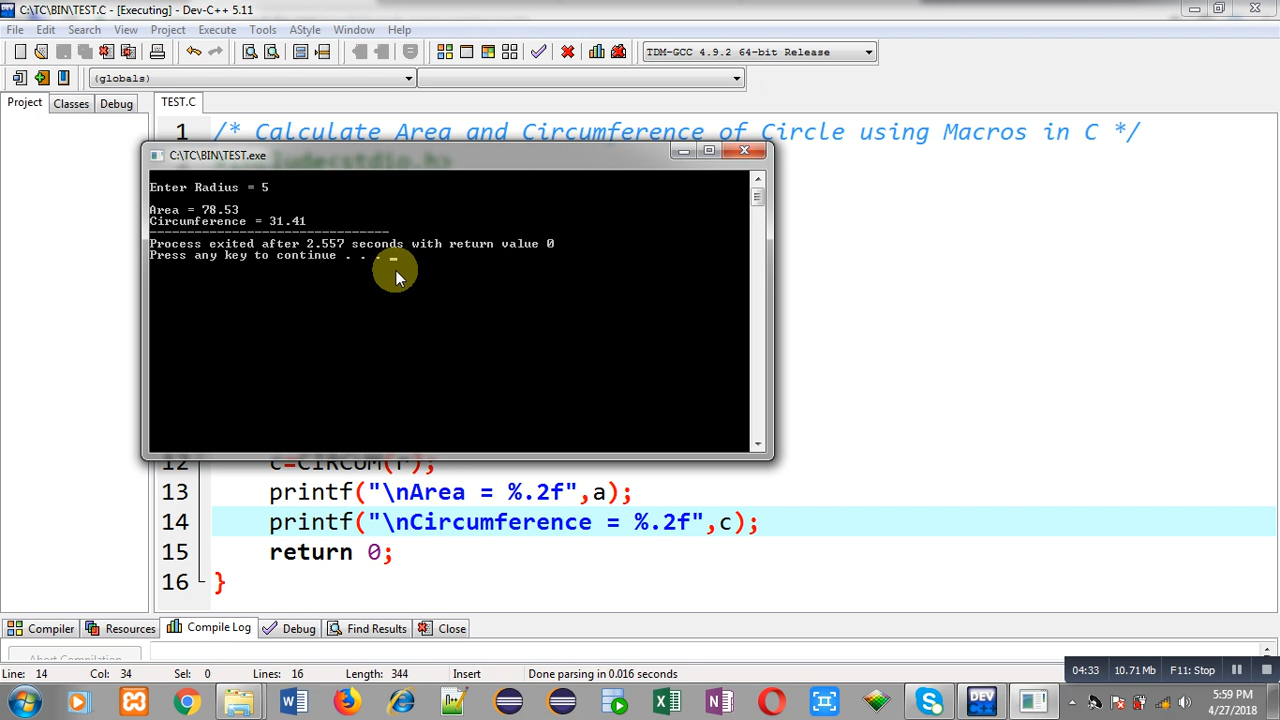 C:\TC\BIN\TEST.C - [Executing] - Dev-C++ 5.11
File Edit Search View Project Execute Tools AStyle Window Help
TDM-GCC 4.9.2 64-bit Release
(globals)
Project Classes Debug
TEST.C
1 /* Calculate Area and Circumference of Circle using Macros in C */
#include<stdio.h>
C:\TC\BIN\TEST.exe
Enter Radius = 5
Area = 78.53
Circumference = 31.41
--------------------------------
Process exited after 2.557 seconds with return value 0
Press any key to continue . . . _
12 c=CIRCUM(r);
13 printf("\nArea = %.2f",a);
14 printf("\nCircumference = %.2f",c);
15 return 0;
16 }
Compiler Resources Compile Log Debug Find Results Close
Abort Compilation
Line: 14 Col: 34 Sel: 0 Lines: 16 Length: 344 Insert Done parsing in 0.016 seconds
04:33 10.71 Mb F11: Stop
5:59 PM
4/27/2018